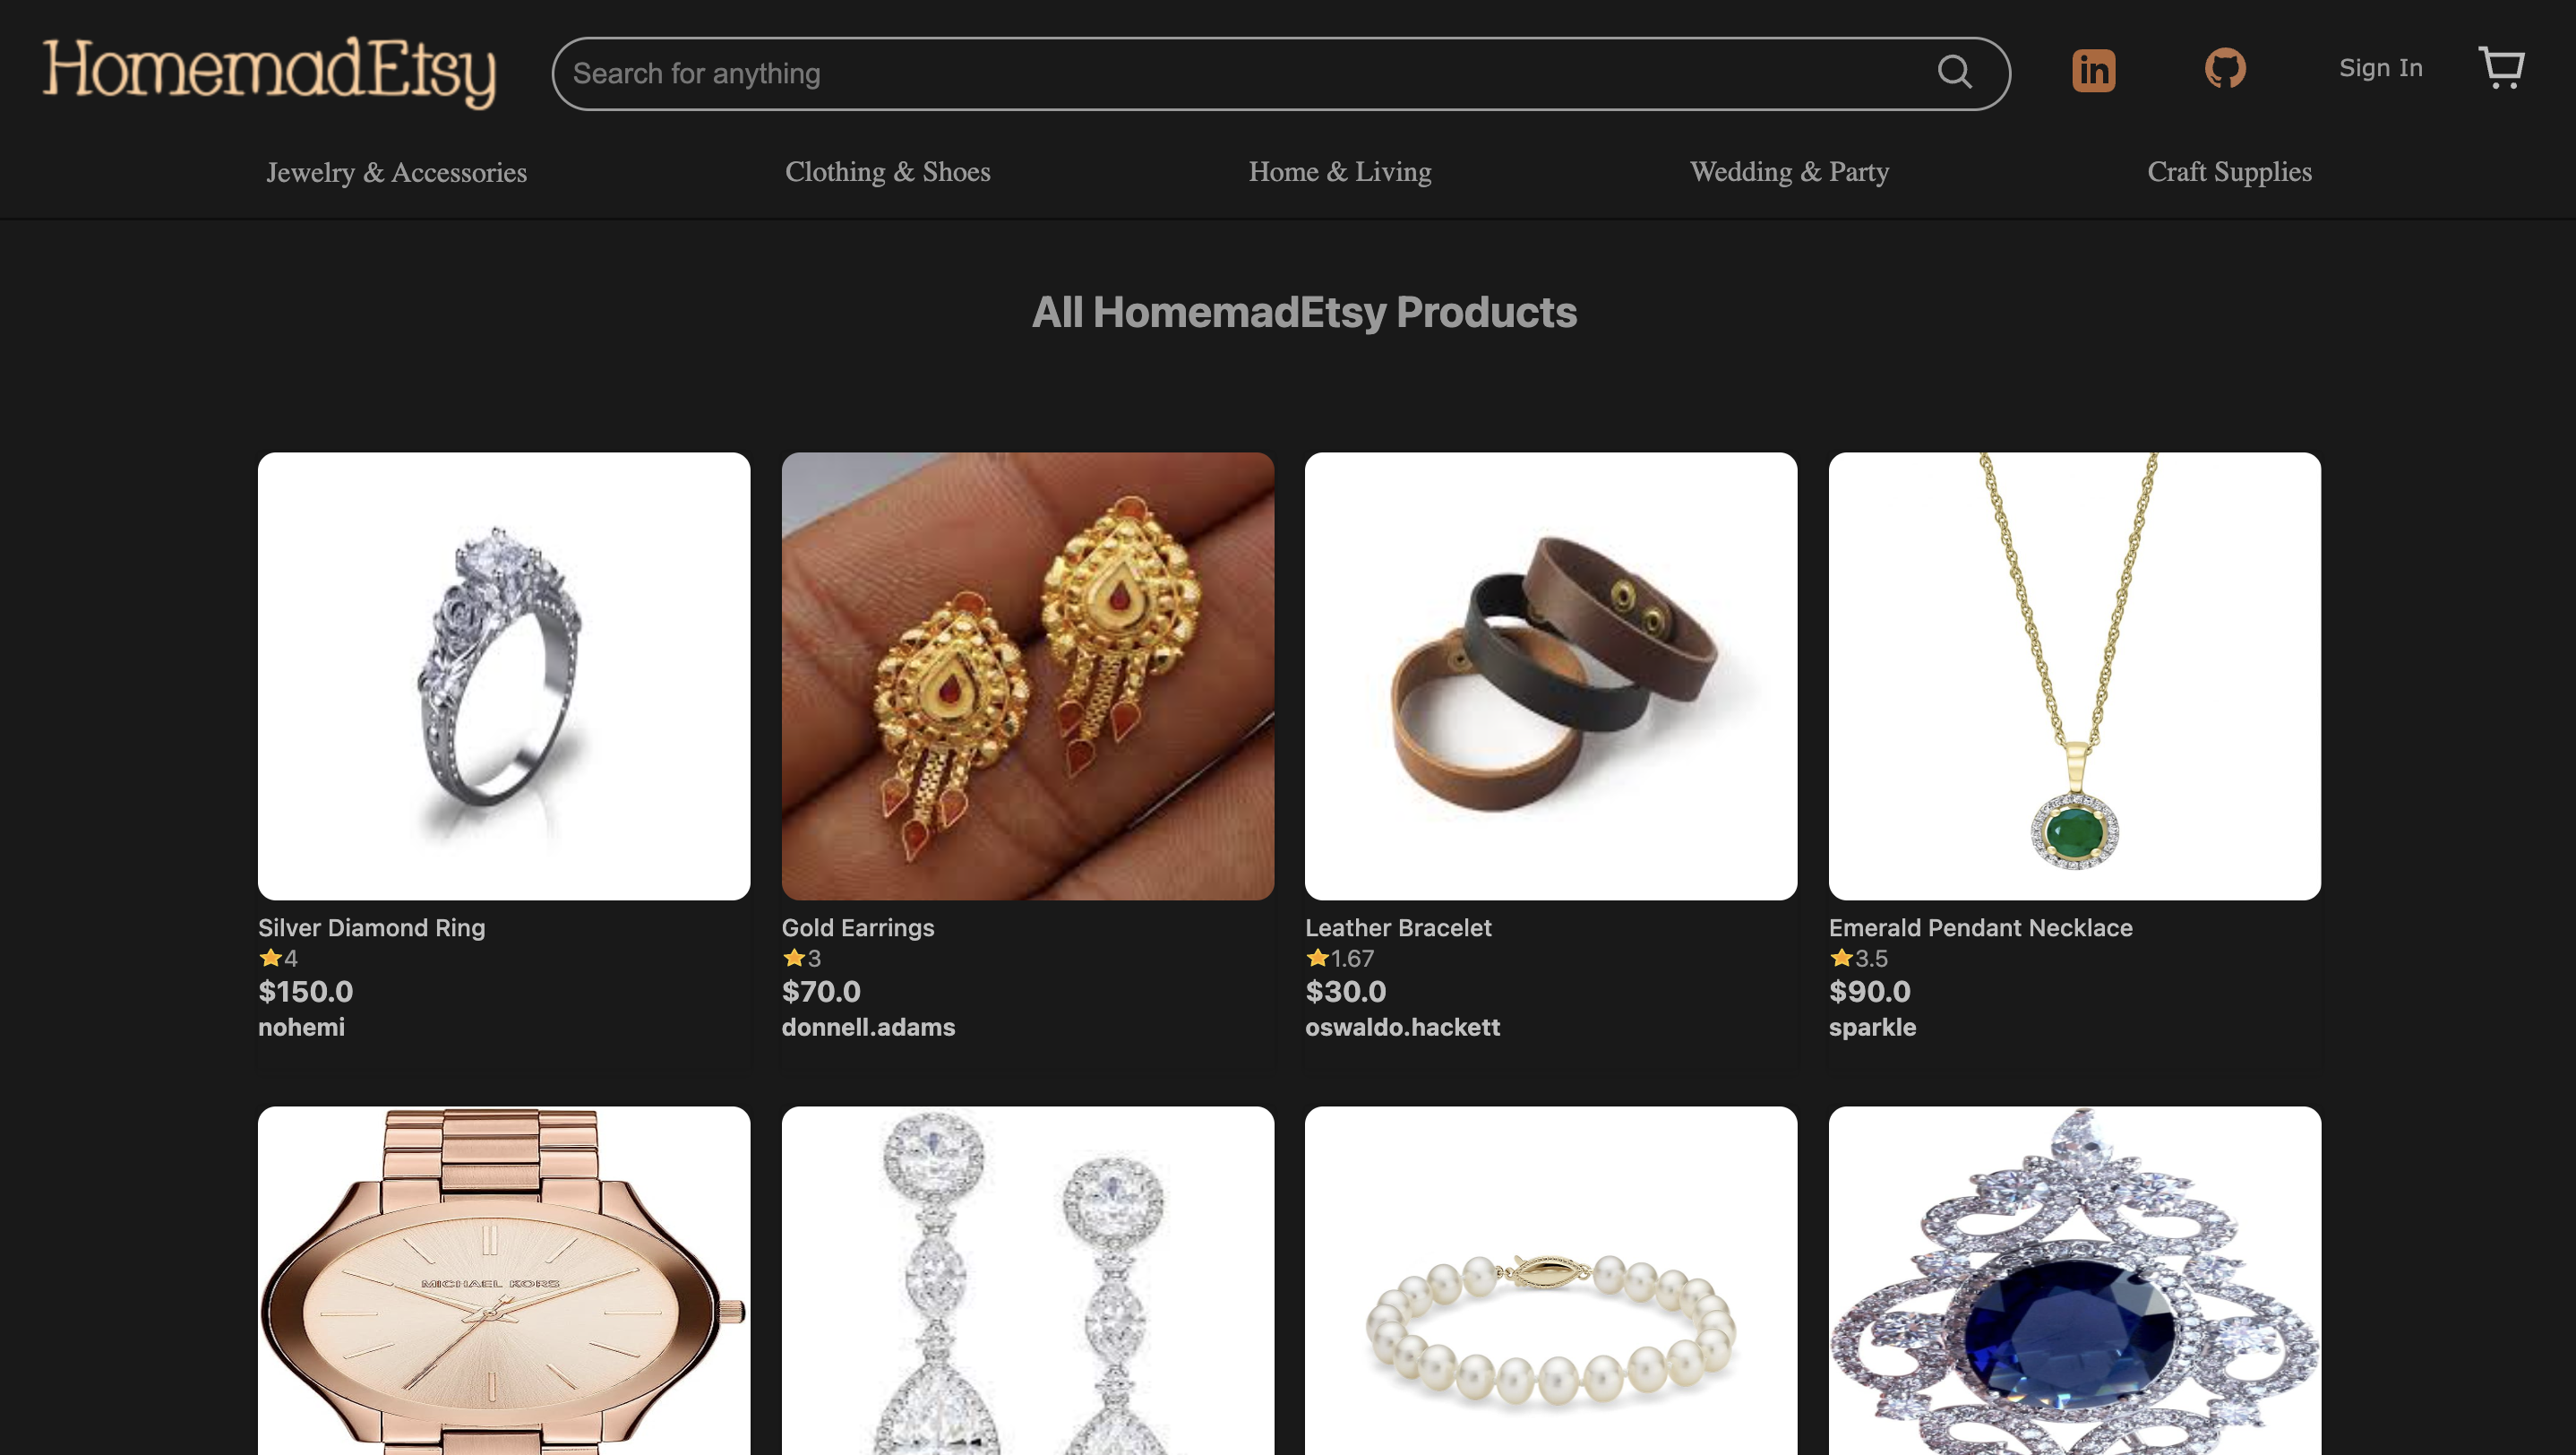 HomemadEtsy
Search for anything
in
Sign In
Jewelry & Accessories
Clothing & Shoes
Home & Living
Wedding & Party
Craft Supplies
All HomemadEtsy Products
Silver Diamond Ring
4
$150.0
nohemi
Gold Earrings
3
$70.0
donnell.adams
Leather Bracelet
1.67
$30.0
oswaldo.hackett
Emerald Pendant Necklace
3.5
$90.0
sparkle
MICHAEL KORS